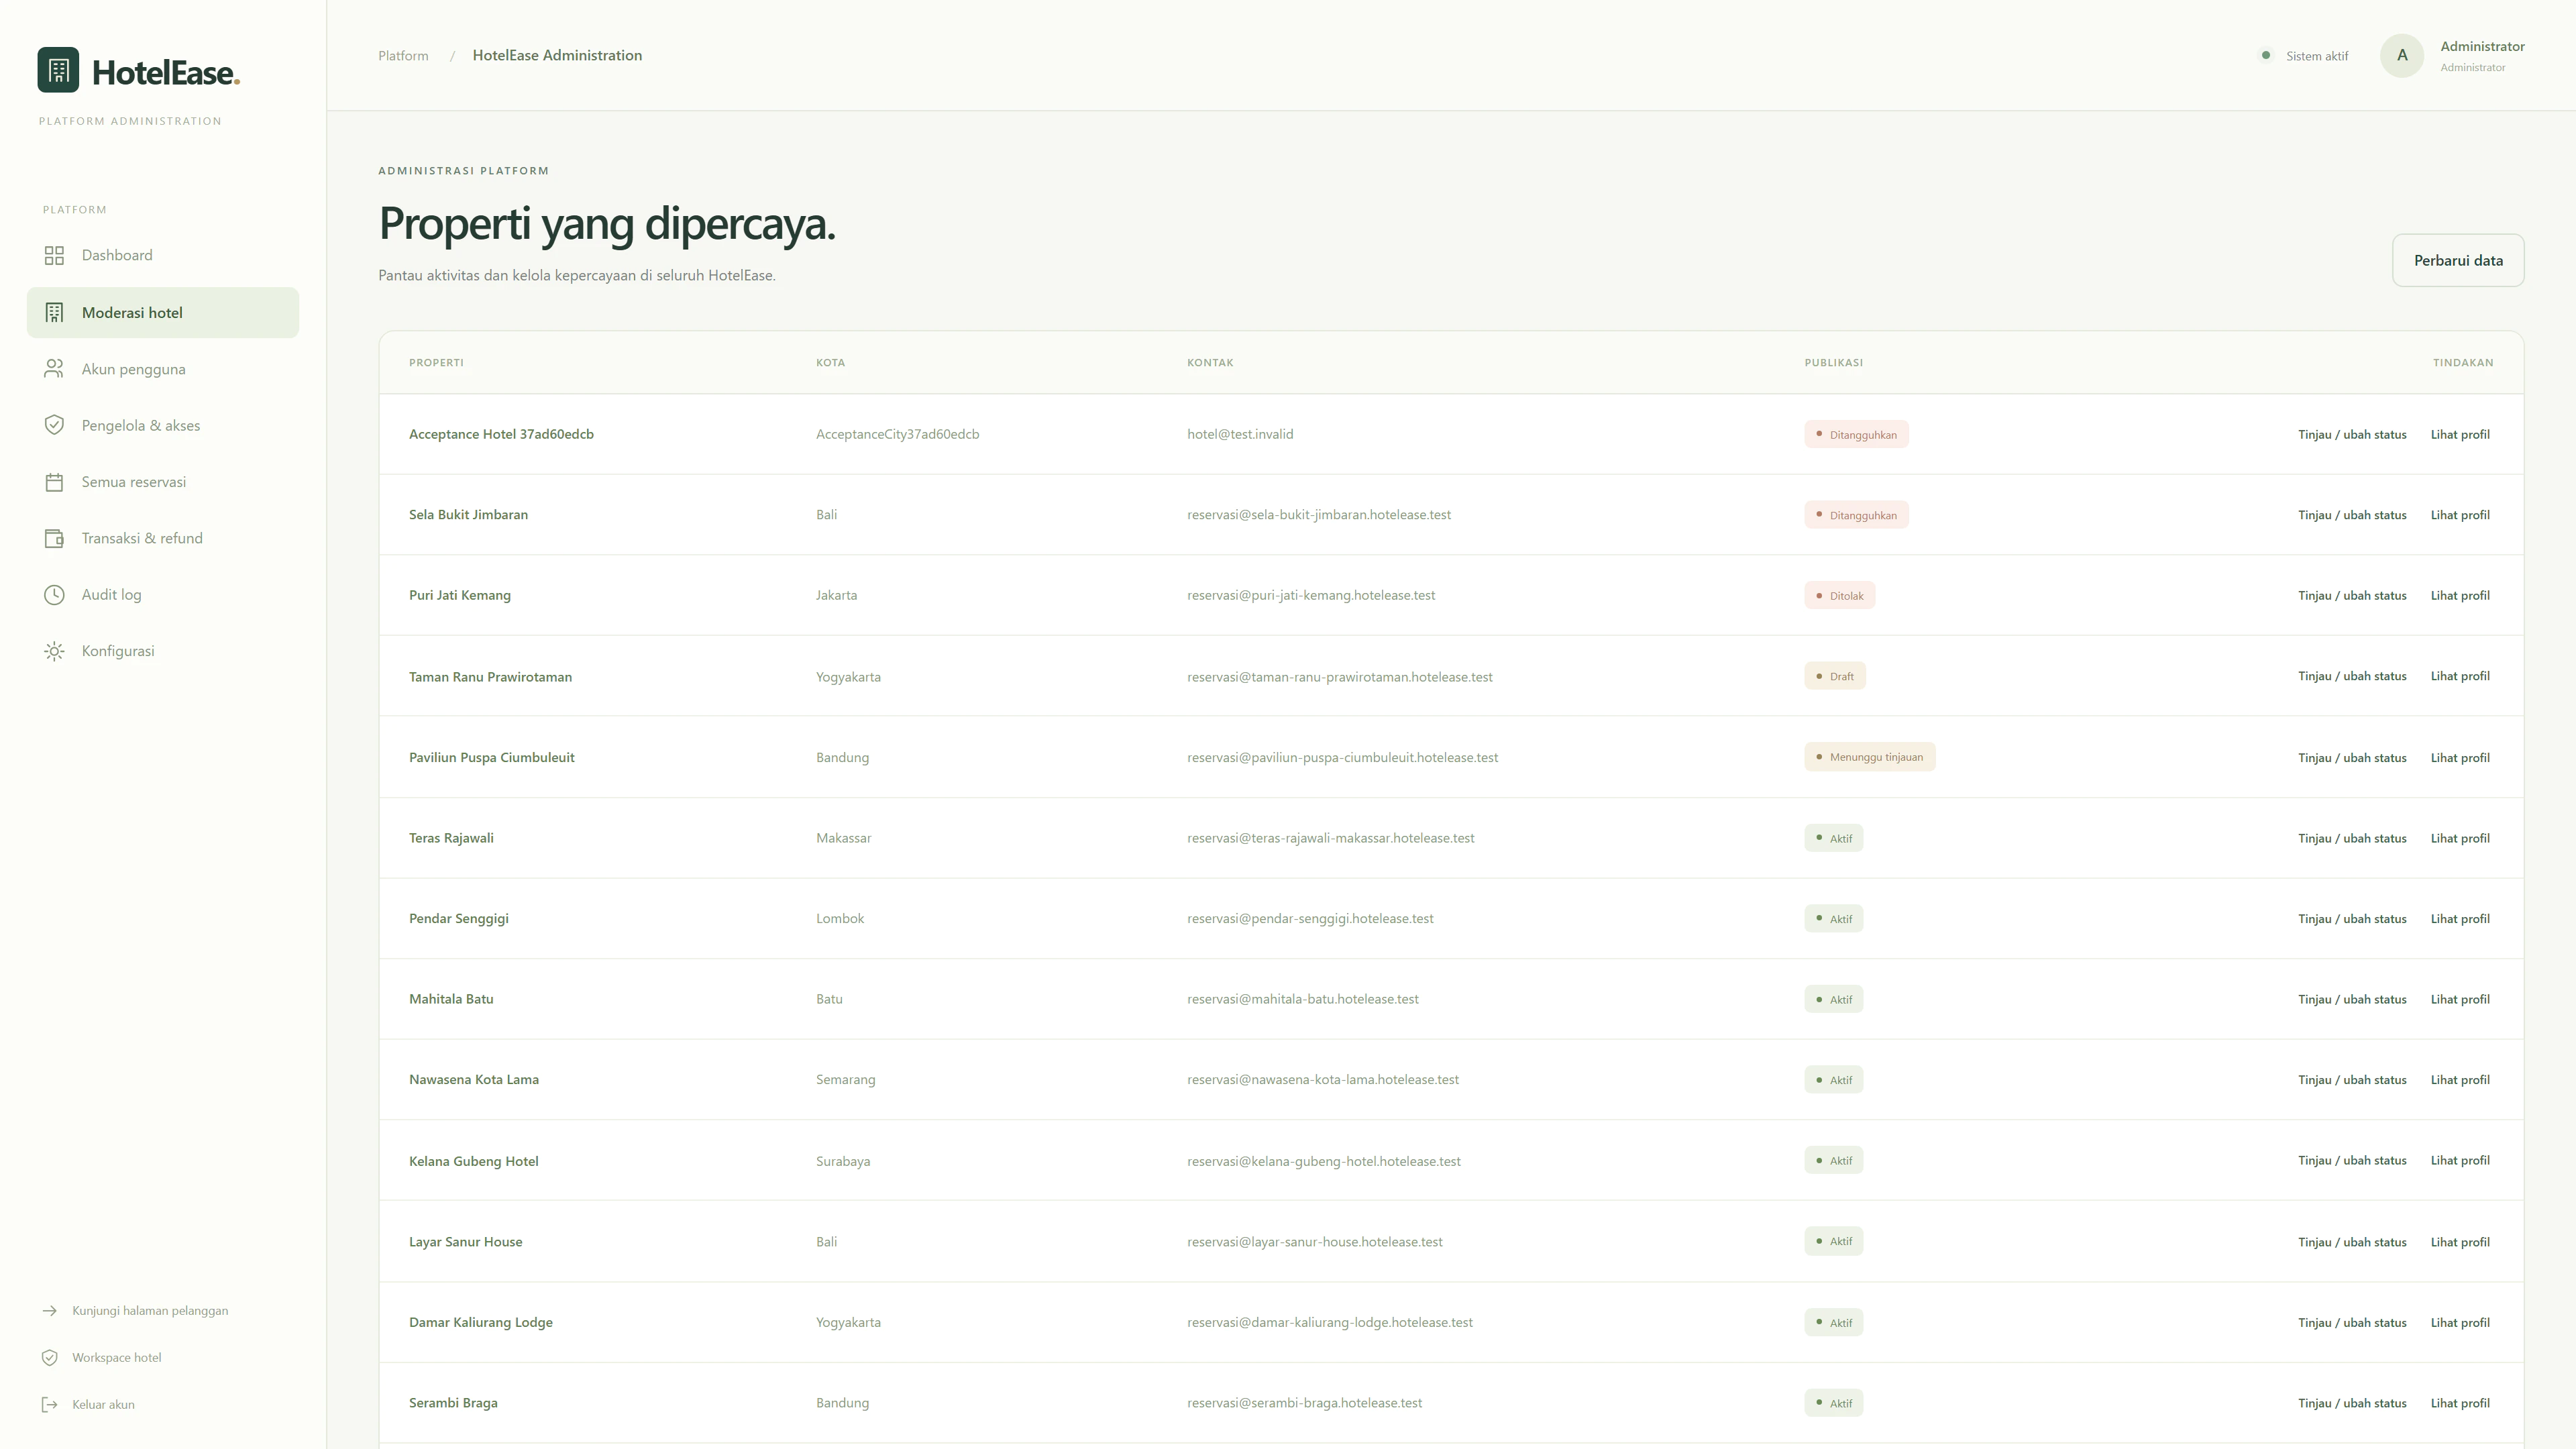 HotelEase.
PLATFORM ADMINISTRATION
PLATFORM
Dashboard
Moderasi hotel
Akun pengguna
Pengelola & akses
Semua reservasi
Transaksi & refund
Audit log
Konfigurasi
Kunjungi halaman pelanggan
Workspace hotel
Keluar akun
Platform / HotelEase Administration
Sistem aktif
A
Administrator
Administrator
ADMINISTRASI PLATFORM
Properti yang dipercaya.
Pantau aktivitas dan kelola kepercayaan di seluruh HotelEase.
Perbarui data
PROPERTI KOTA KONTAK PUBLIKASI TINDAKAN
Acceptance Hotel 37ad60edcb AcceptanceCity37ad60edcb hotel@test.invalid Ditangguhkan Tinjau / ubah status Lihat profil
Sela Bukit Jimbaran Bali reservasi@sela-bukit-jimbaran.hotelease.test Ditangguhkan Tinjau / ubah status Lihat profil
Puri Jati Kemang Jakarta reservasi@puri-jati-kemang.hotelease.test Ditolak Tinjau / ubah status Lihat profil
Taman Ranu Prawirotaman Yogyakarta reservasi@taman-ranu-prawirotaman.hotelease.test Draft Tinjau / ubah status Lihat profil
Paviliun Puspa Ciumbuleuit Bandung reservasi@paviliun-puspa-ciumbuleuit.hotelease.test Menunggu tinjauan Tinjau / ubah status Lihat profil
Teras Rajawali Makassar reservasi@teras-rajawali-makassar.hotelease.test Aktif Tinjau / ubah status Lihat profil
Pendar Senggigi Lombok reservasi@pendar-senggigi.hotelease.test Aktif Tinjau / ubah status Lihat profil
Mahitala Batu Batu reservasi@mahitala-batu.hotelease.test Aktif Tinjau / ubah status Lihat profil
Nawasena Kota Lama Semarang reservasi@nawasena-kota-lama.hotelease.test Aktif Tinjau / ubah status Lihat profil
Kelana Gubeng Hotel Surabaya reservasi@kelana-gubeng-hotel.hotelease.test Aktif Tinjau / ubah status Lihat profil
Layar Sanur House Bali reservasi@layar-sanur-house.hotelease.test Aktif Tinjau / ubah status Lihat profil
Damar Kaliurang Lodge Yogyakarta reservasi@damar-kaliurang-lodge.hotelease.test Aktif Tinjau / ubah status Lihat profil
Serambi Braga Bandung reservasi@serambi-braga.hotelease.test Aktif Tinjau / ubah status Lihat profil